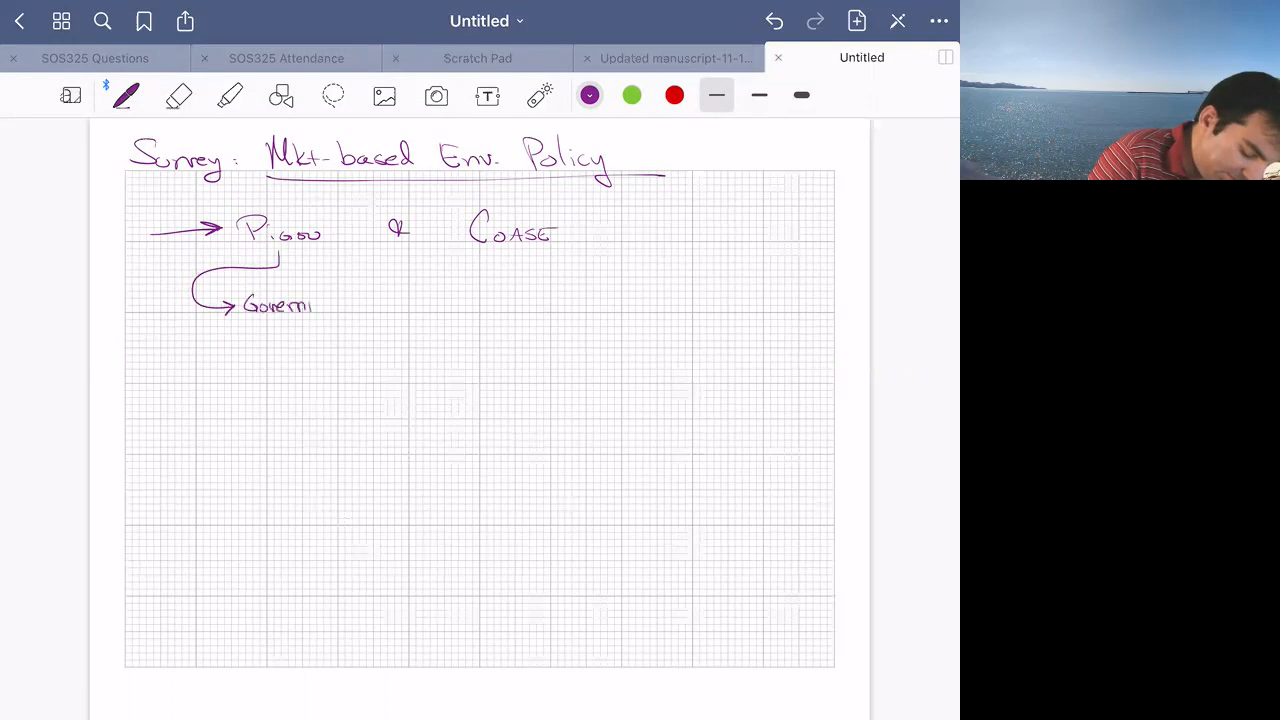 Untitled
SOS325 Questions
SOS325 Attendance
Scratch Pad
Updated manuscript-11-1...
Untitled
T
Survey: Mkt-based Env. Policy
Pigou & COASE
Governi